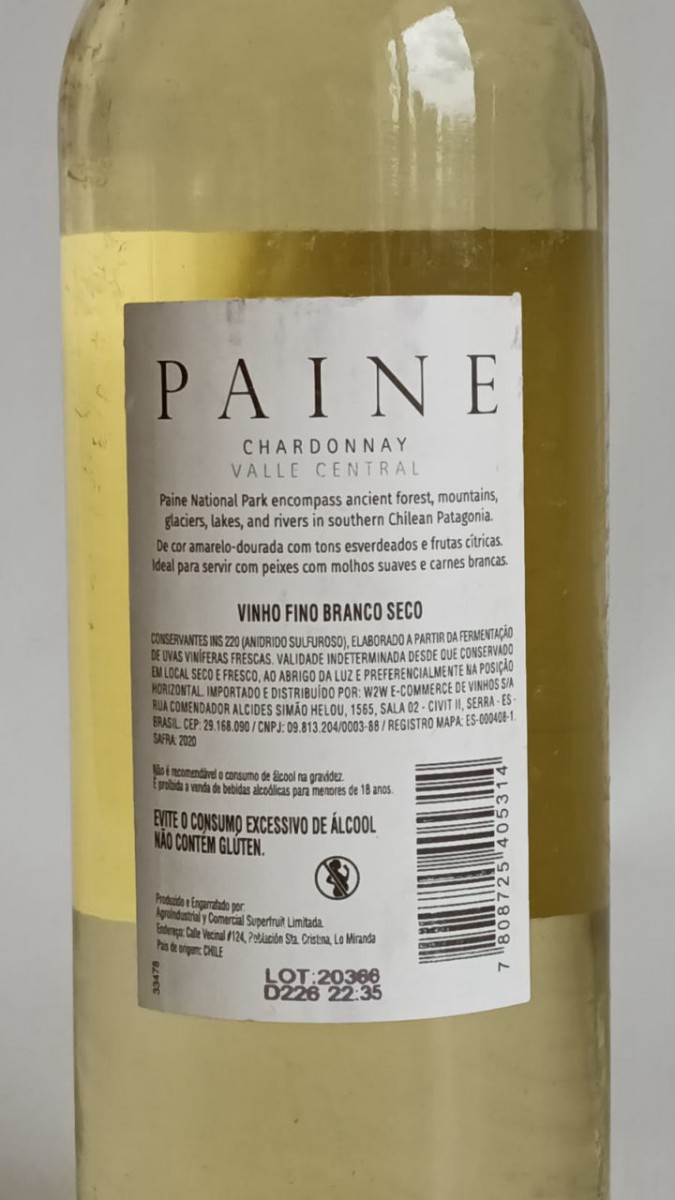 PAINE
CHARDONNAY
VALLE CENTRAL
Paine National Park encompass ancient forest, mountains,
glaciers, lakes, and rivers in southern Chilean Patagonia.
De cor amarelo-dourada com tons esverdeados e frutas cítricas.
Ideal para servir com peixes com molhos suaves e carnes brancas.
VINHO FINO BRANCO SECO
CONSERVANTES INS 220 (ANIDRIDO SULFUROSO), ELABORADO A PARTIR DA FERMENTAÇÃO
DE UVAS VINÍFERAS FRESCAS. VALIDADE INDETERMINADA DESDE QUE CONSERVADO
EM LOCAL SECO E FRESCO, AO ABRIGO DA LUZ E PREFERENCIALMENTE NA POSIÇÃO
HORIZONTAL. IMPORTADO E DISTRIBUÍDO POR: W2W E-COMMERCE DE VINHOS S/A
RUA COMENDADOR ALCIDES SIMÃO HELOU, 1565, SALA 02 - CIVIT II, SERRA - ES -
BRASIL. CEP: 29.168.090 / CNPJ: 09.813.204/0003-88 / REGISTRO MAPA: ES-000408-1.
SAFRA: 2020
Não é recomendável o consumo de álcool na gravidez.
É proibida a venda de bebidas alcoólicas para menores de 18 anos.
EVITE O CONSUMO EXCESSIVO DE ÁLCOOL
NÃO CONTÉM GLÚTEN.
Produzido e Engarrafado por:
Agroindustrial y Comercial Superfruit Limitada.
Endereço: Calle Vecinal #124, Población Sta. Cristina, Lo Miranda
País de origem: CHILE
33478
LOT:20366
D226 22:35
7 808725 405314